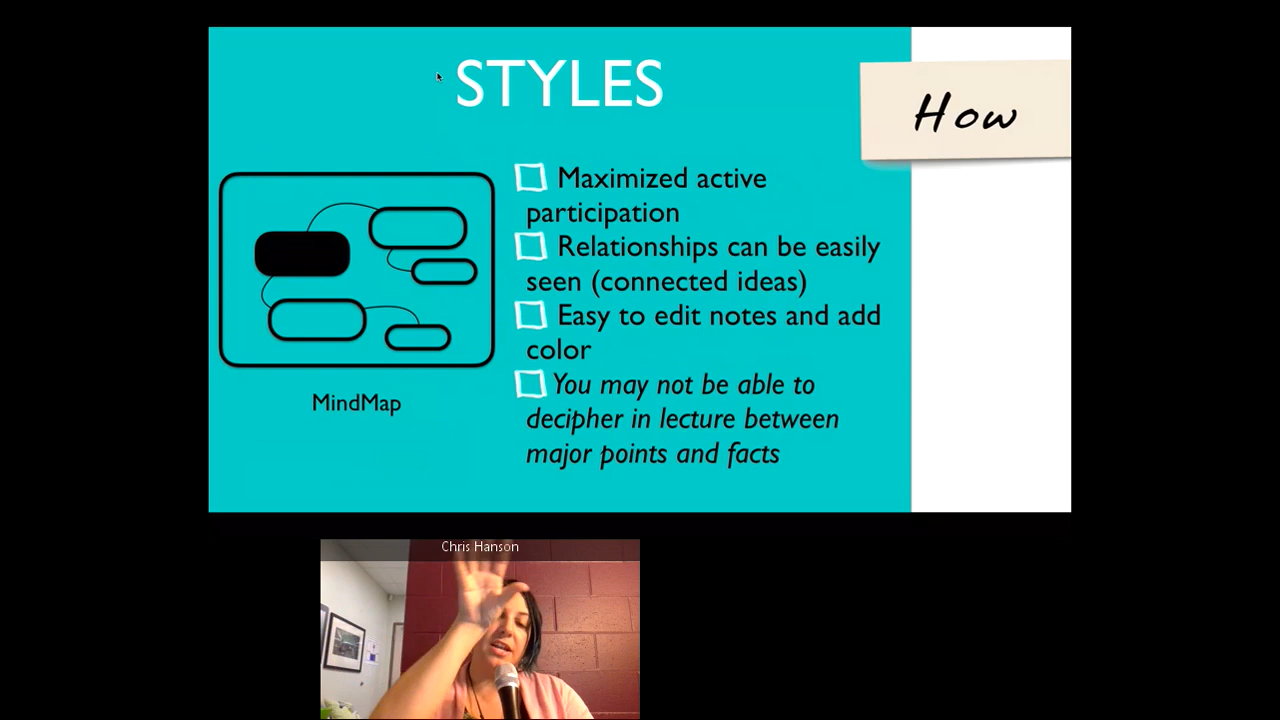 STYLES
How
Maximized active
participation
Relationships can be easily
seen (connected ideas)
Easy to edit notes and add
color
You may not be able to
decipher in lecture between
major points and facts
MindMap
Chris Hanson